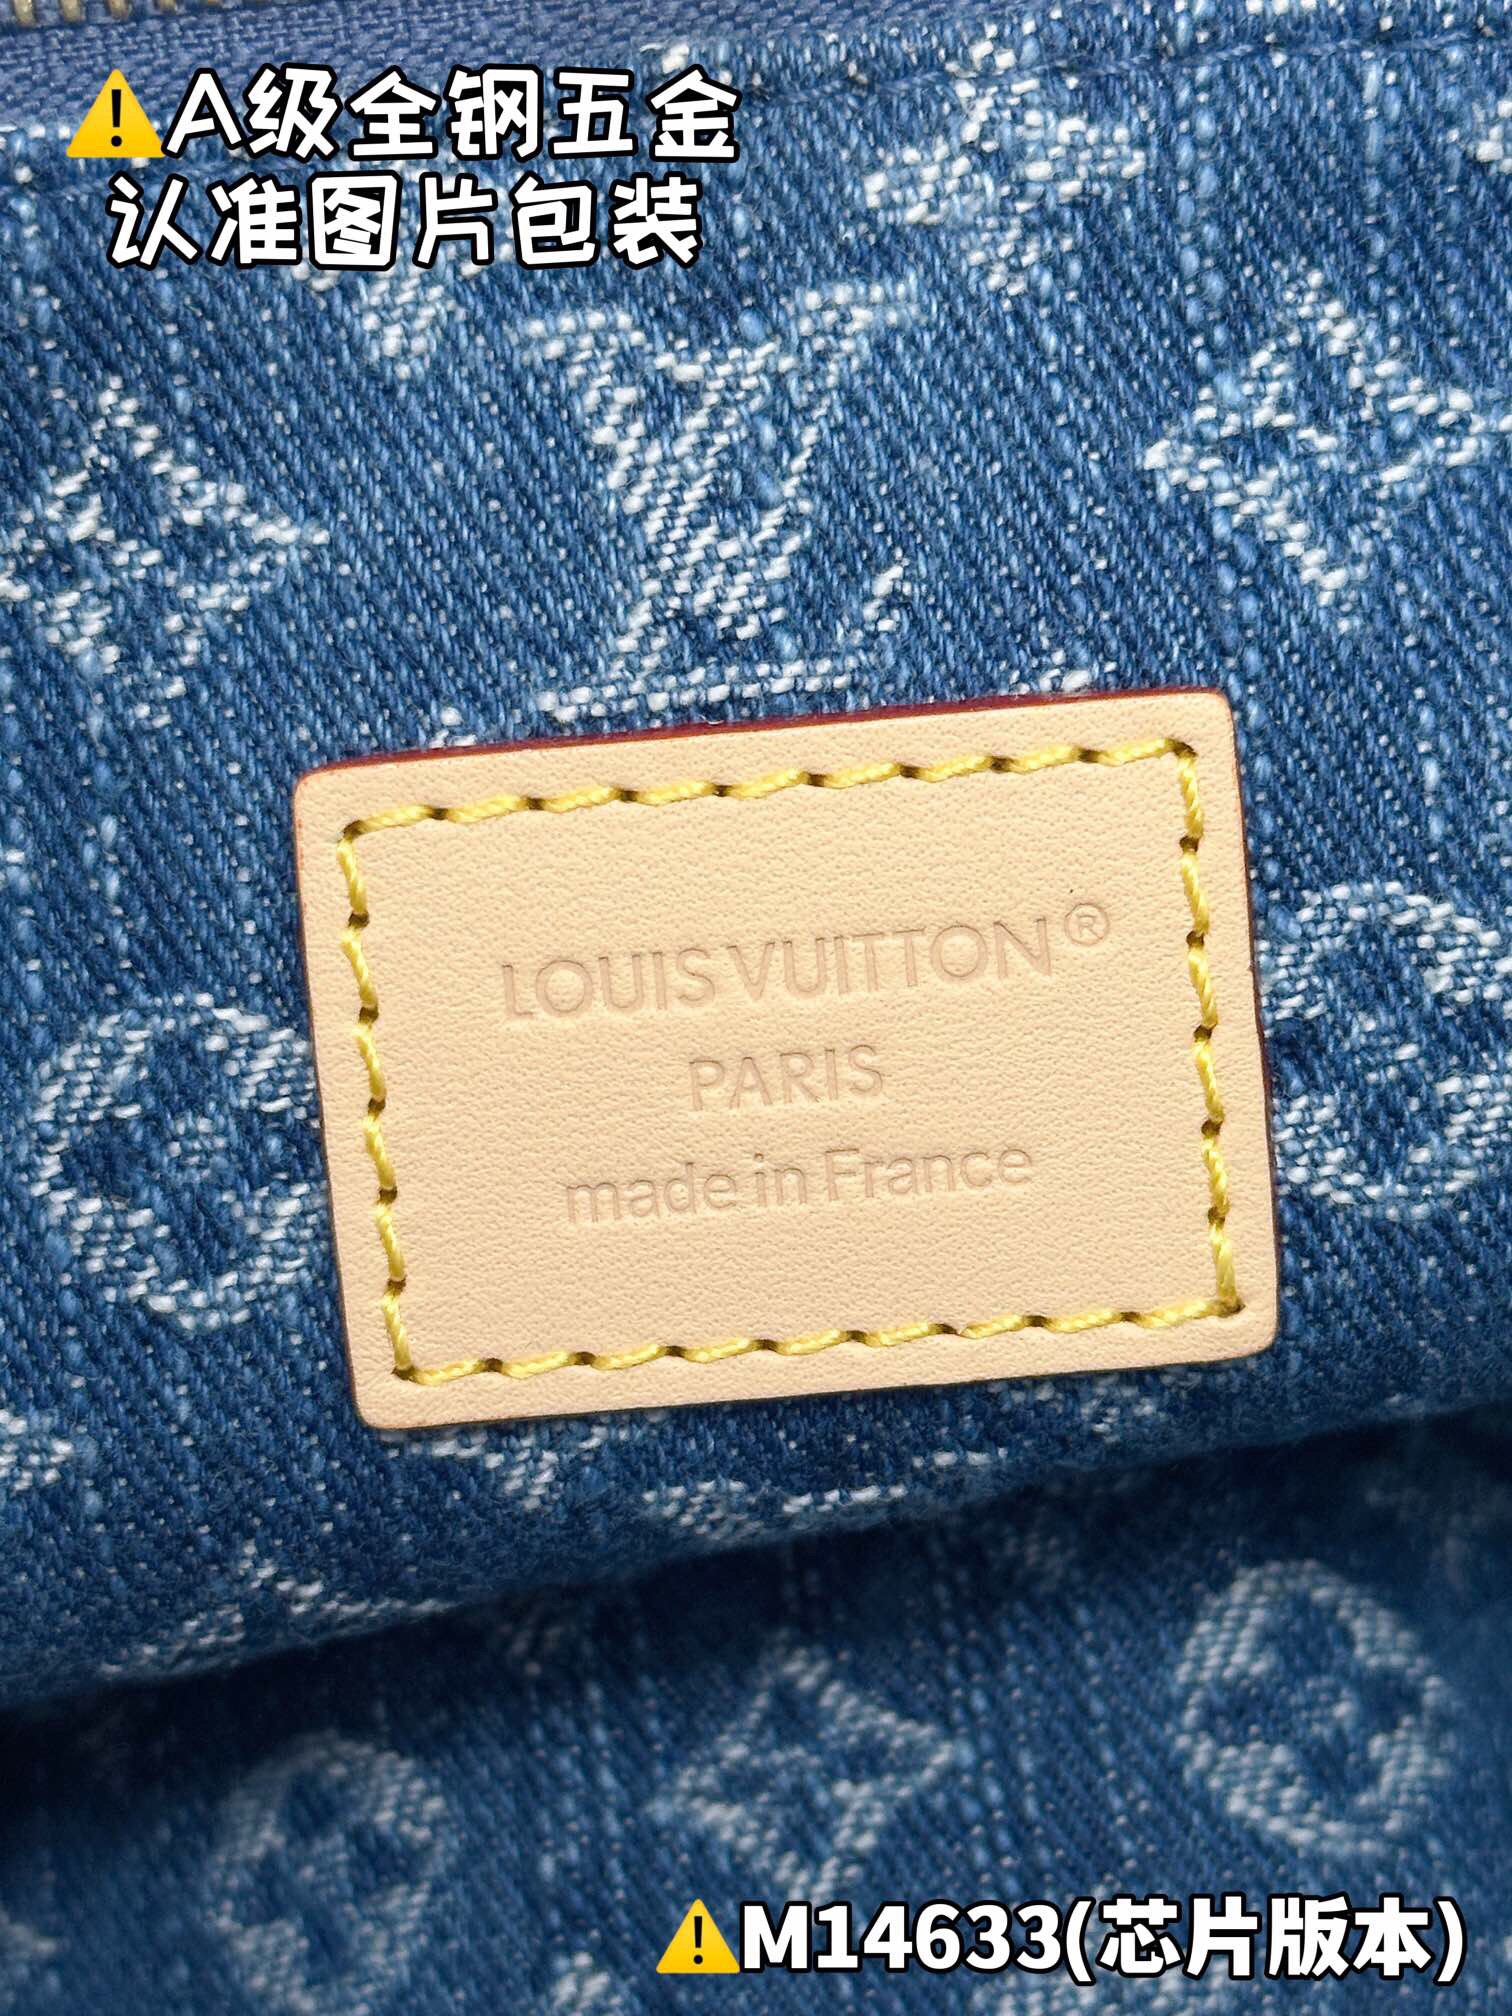 ⚠️A级全钢五金
认准图片包装
LOUIS VUITTON®
PARIS
made in France
⚠️M14633(芯片版本)